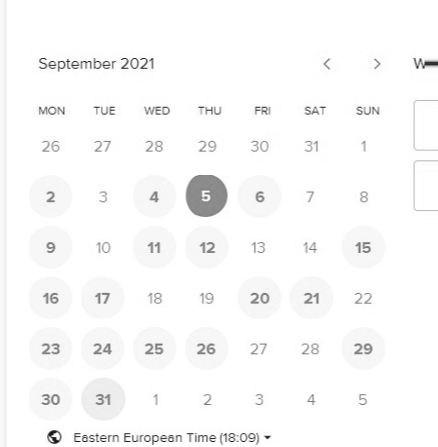 September 2021
MON TUE WED THU FRI SAT SUN
26 27 28 29 30 31 1
2 3 4 5 6 7 8
9 10 11 12 13 14 15
16 17 18 19 20 21 22
23 24 25 26 27 28 29
30 31 1 2 3 4 5
Eastern European Time (18:09)